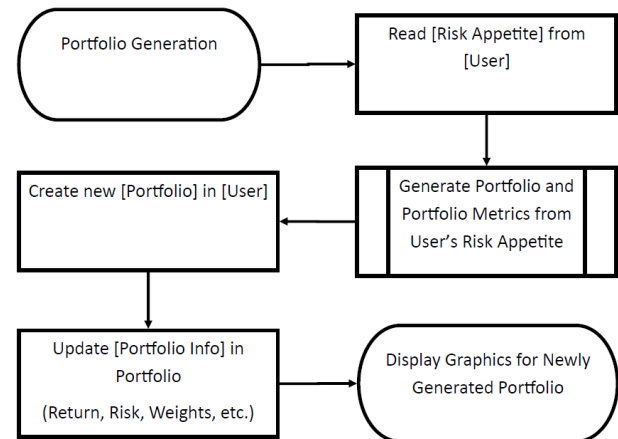 Portfolio Generation
Read [Risk Appetite] from
[User]
Generate Portfolio and
Portfolio Metrics from
User's Risk Appetite
Create new [Portfolio] in [User]
Update [Portfolio Info] in
Portfolio
(Return, Risk, Weights, etc.)
Display Graphics for Newly
Generated Portfolio